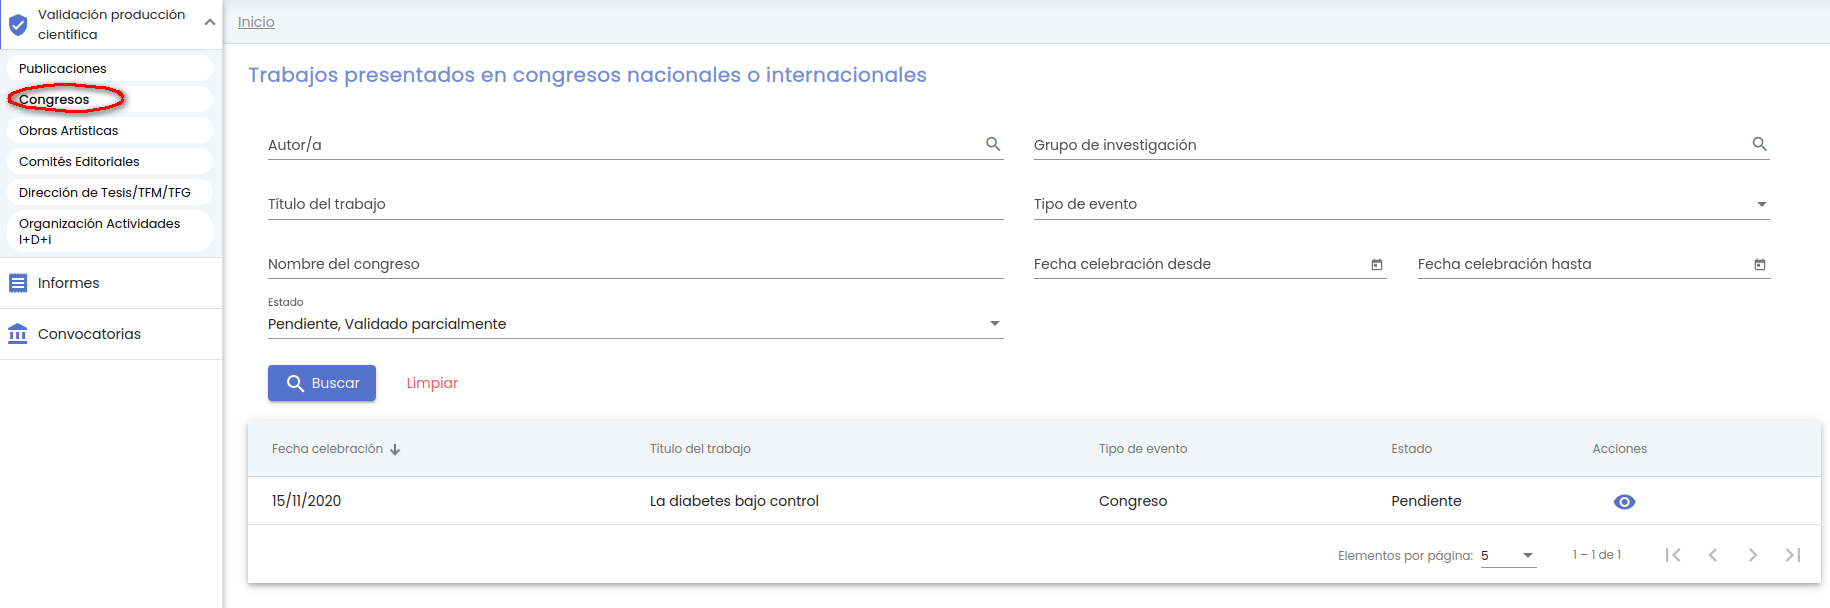 Validación producción
científica
Publicaciones
Congresos
Obras Artísticas
Comités Editoriales
Dirección de Tesis/TFM/TFG
Organización Actividades
I+D+i
Informes
Convocatorias
Inicio
Trabajos presentados en congresos nacionales o internacionales
Autor/a
Grupo de investigación
Título del trabajo
Tipo de evento
Nombre del congreso
Fecha celebración desde
Fecha celebración hasta
Estado
Pendiente, Validado parcialmente
Buscar
Limpiar
Fecha celebración Título del trabajo Tipo de evento Estado Acciones
15/11/2020 La diabetes bajo control Congreso Pendiente
Elementos por página: 5 1 – 1 de 1